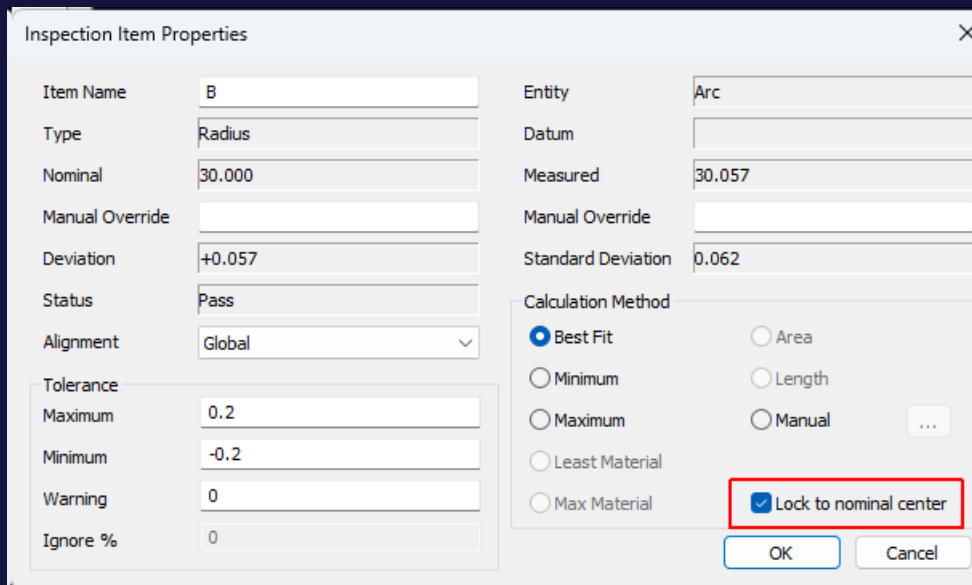 Inspection Item Properties
Item Name B
Type Radius
Nominal 30.000
Manual Override
Deviation +0.057
Status Pass
Alignment Global
Tolerance
Maximum 0.2
Minimum -0.2
Warning 0
Ignore % 0
Entity Arc
Datum
Measured 30.057
Manual Override
Standard Deviation 0.062
Calculation Method
Best Fit Area
Minimum Length
Maximum Manual ...
Least Material
Max Material Lock to nominal center
OK Cancel